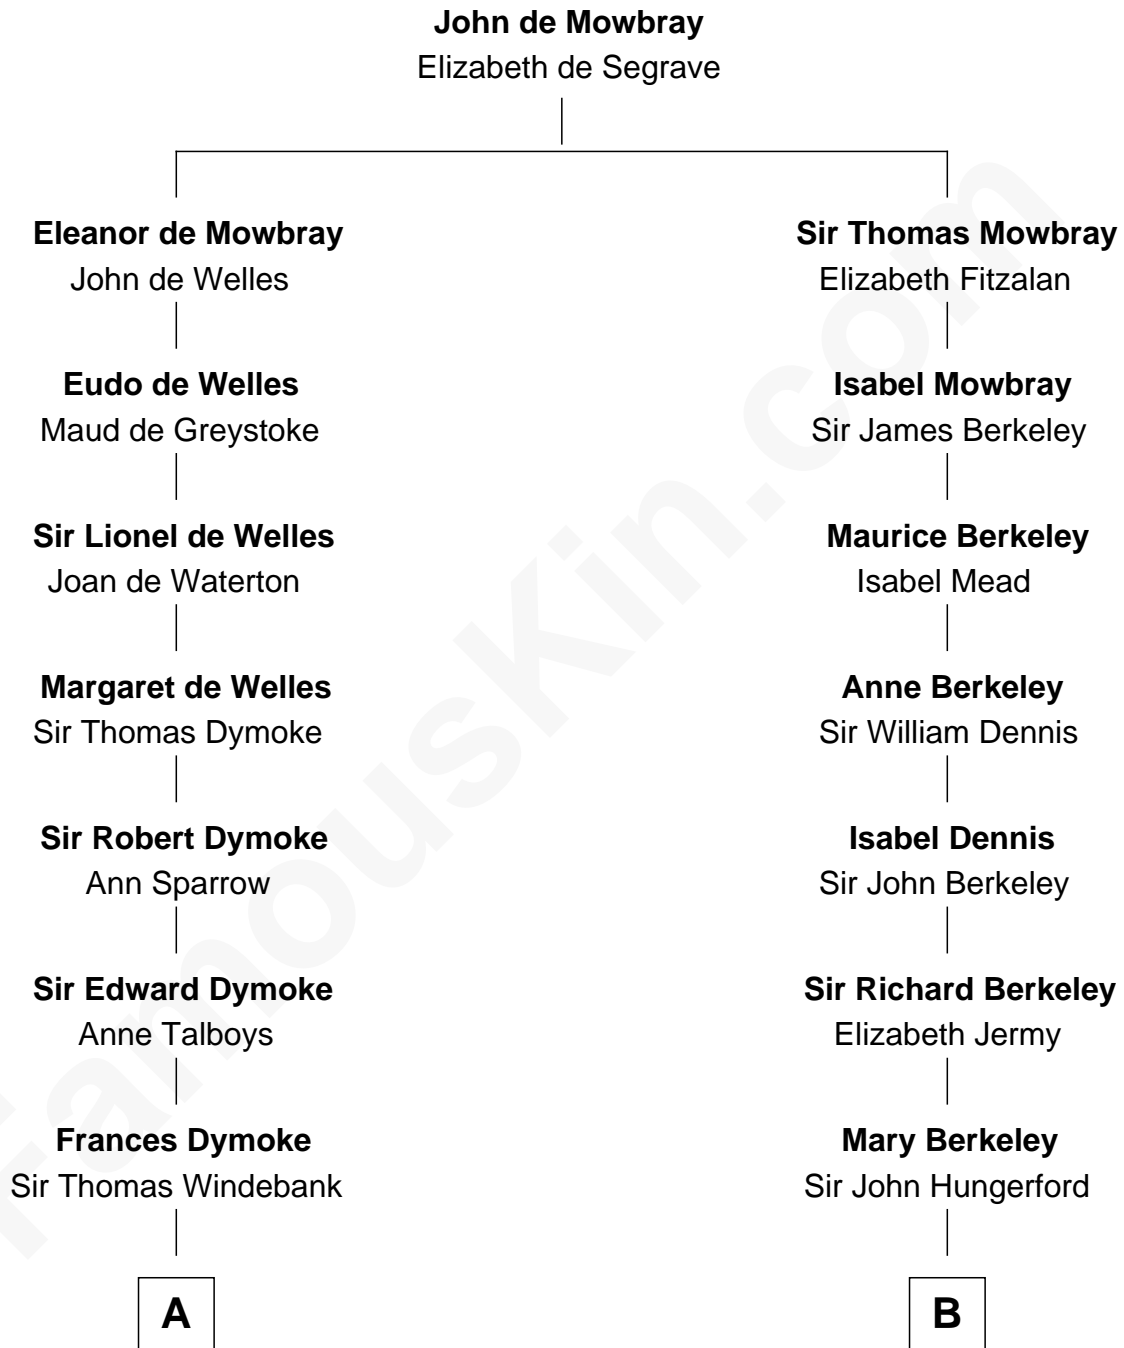 John de Mowbray
Elizabeth de Segrave
Eleanor de Mowbray
John de Welles
Sir Thomas Mowbray
Elizabeth Fitzalan
Eudo de Welles
Maud de Greystoke
Isabel Mowbray
Sir James Berkeley
Sir Lionel de Welles
Joan de Waterton
Maurice Berkeley
Isabel Mead
Margaret de Welles
Sir Thomas Dymoke
Anne Berkeley
Sir William Dennis
Sir Robert Dymoke
Ann Sparrow
Isabel Dennis
Sir John Berkeley
Sir Edward Dymoke
Anne Talboys
Sir Richard Berkeley
Elizabeth Jermy
Frances Dymoke
Sir Thomas Windebank
Mary Berkeley
Sir John Hungerford
A
B
FamousKin.com